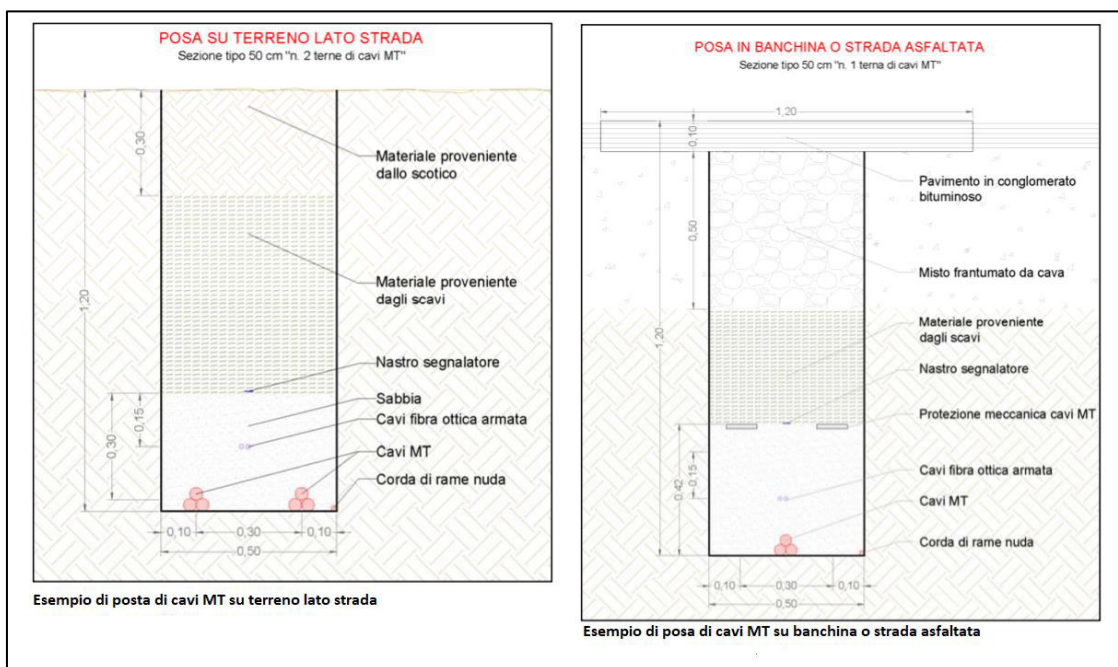 POSA SU TERRENO LATO STRADA
Sezione tipo 50 cm "n. 2 terne di cavi MT"
0,30
1,20
Materiale proveniente
dallo scotico
Materiale proveniente
dagli scavi
Nastro segnalatore
Sabbia
0,15
0,30
Cavi fibra ottica armata
Cavi MT
Corda di rame nuda
0,10
0,30
0,10
0,50
Esempio di posta di cavi MT su terreno lato strada
POSA IN BANCHINA O STRADA ASFALTATA
Sezione tipo 50 cm "n. 1 terna di cavi MT"
1,20
0,10
Pavimento in conglomerato
bituminoso
0,50
Misto frantumato da cava
1,20
Materiale proveniente
dagli scavi
Nastro segnalatore
Protezione meccanica cavi MT
0,15
0,42
Cavi fibra ottica armata
Cavi MT
Corda di rame nuda
0,10
0,30
0,10
0,50
Esempio di posa di cavi MT su banchina o strada asfaltata